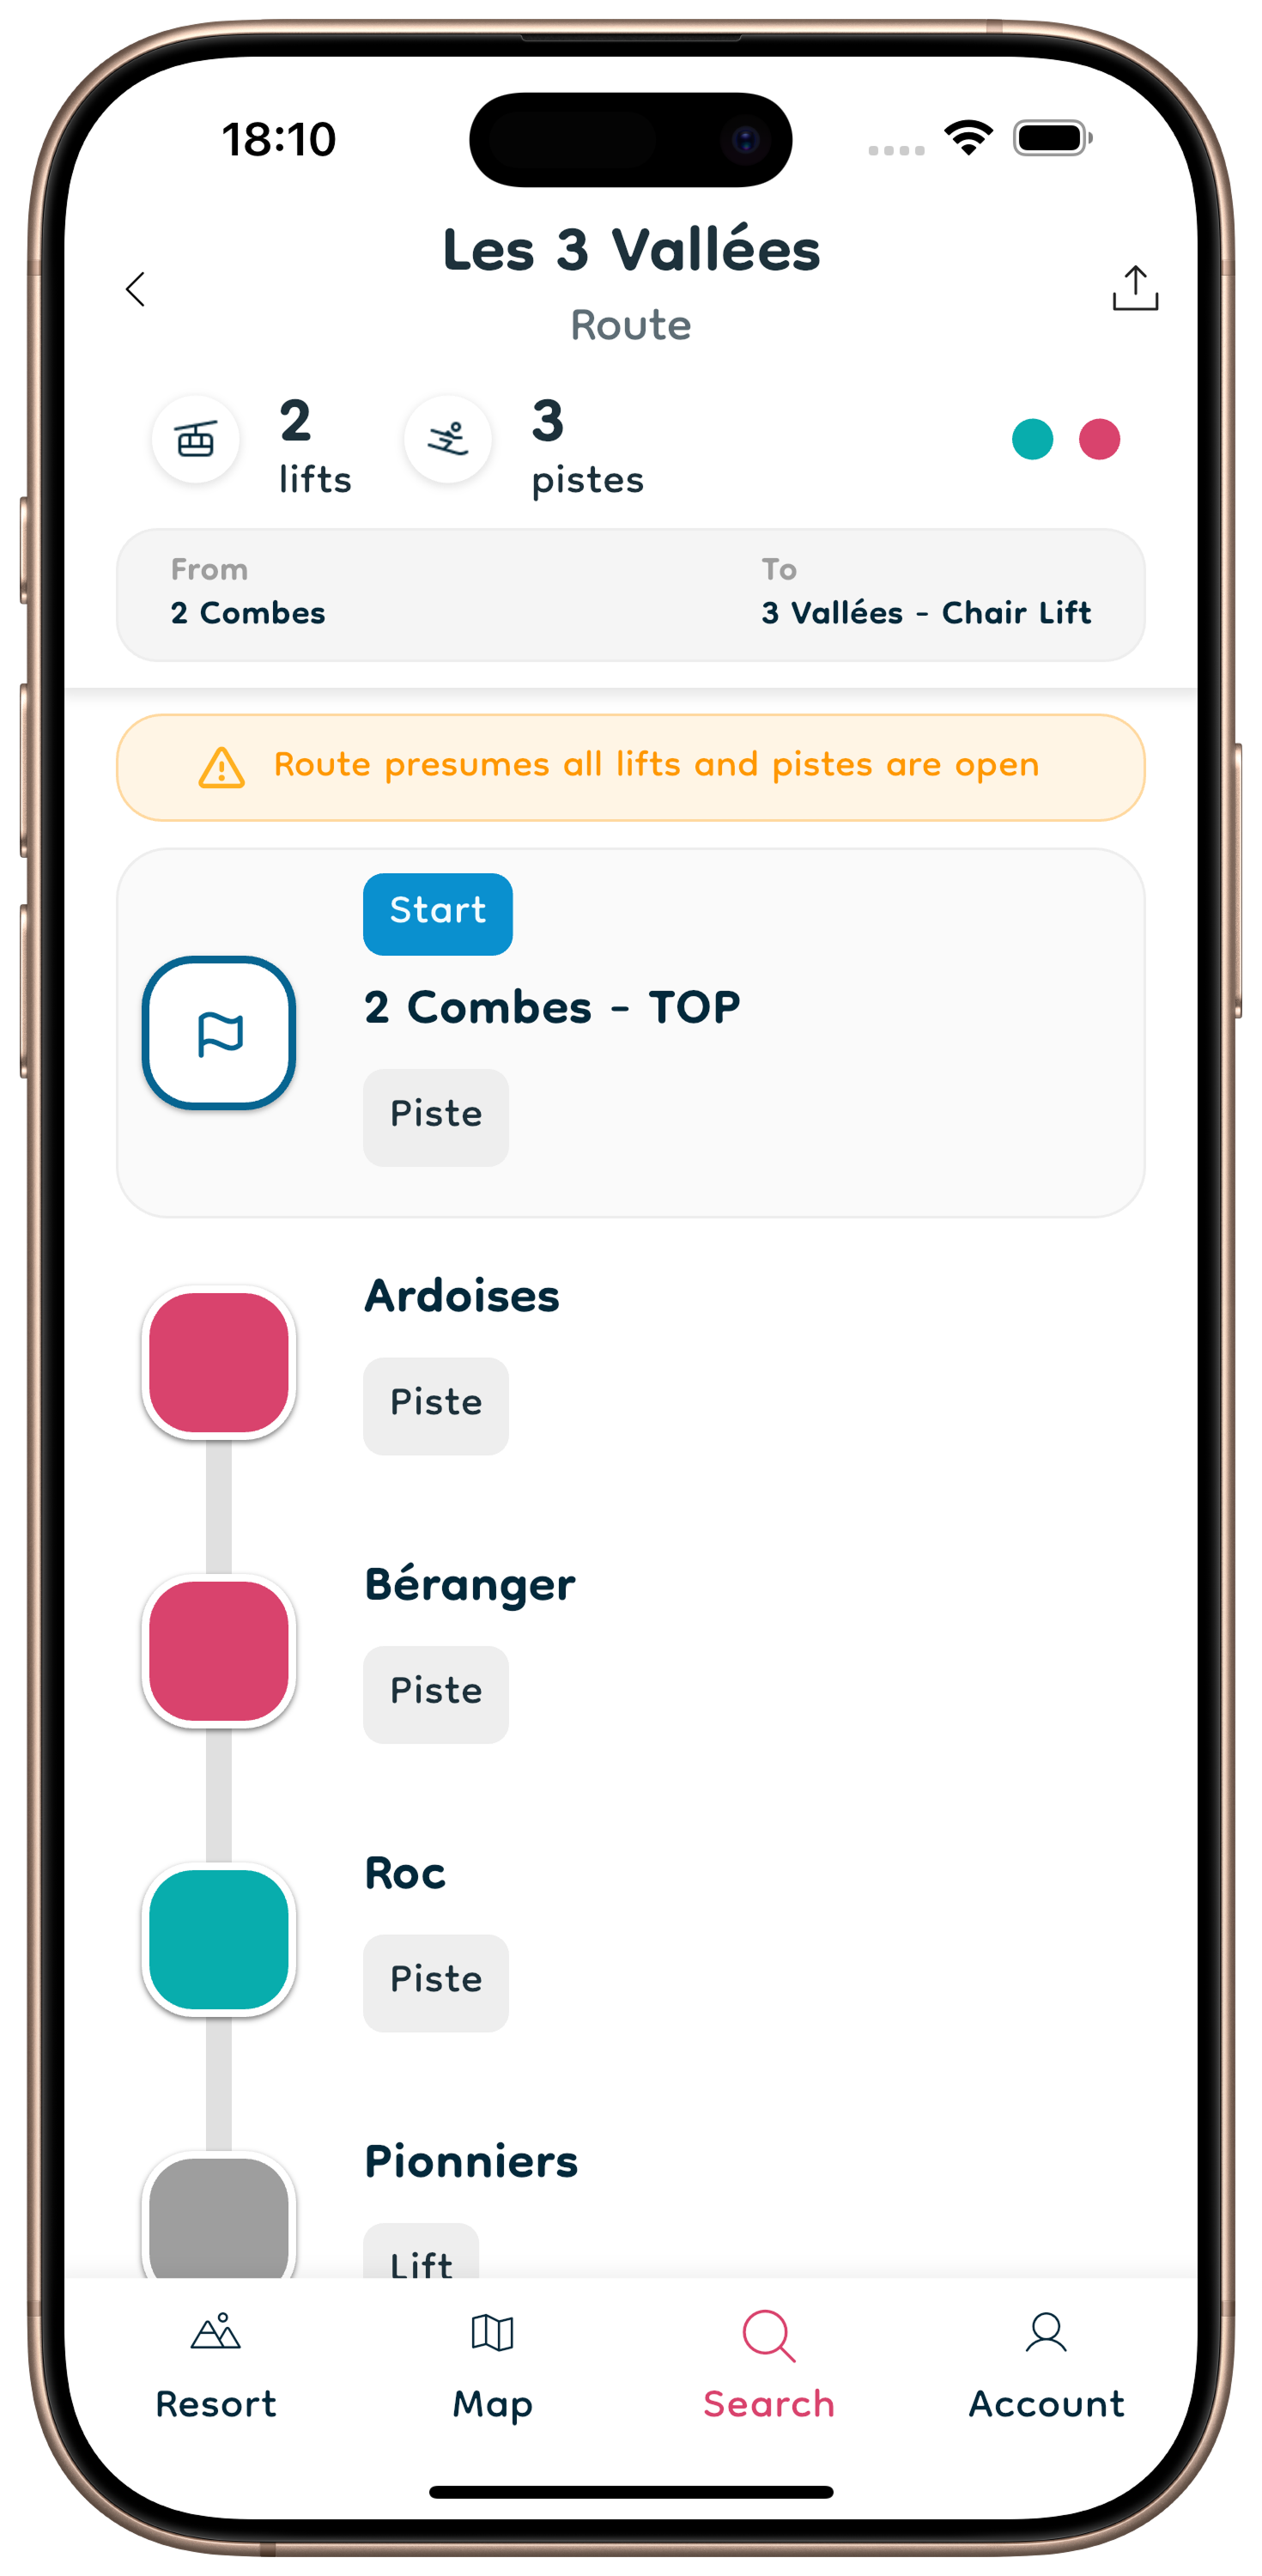 18:10
Les 3 Vallées
Route
2
lifts
3
pistes
From
2 Combes
To
3 Vallées - Chair Lift
Route presumes all lifts and pistes are open
Start
2 Combes - TOP
Piste
Ardoises
Piste
Béranger
Piste
Roc
Piste
Pionniers
Lift
Resort
Map
Search
Account